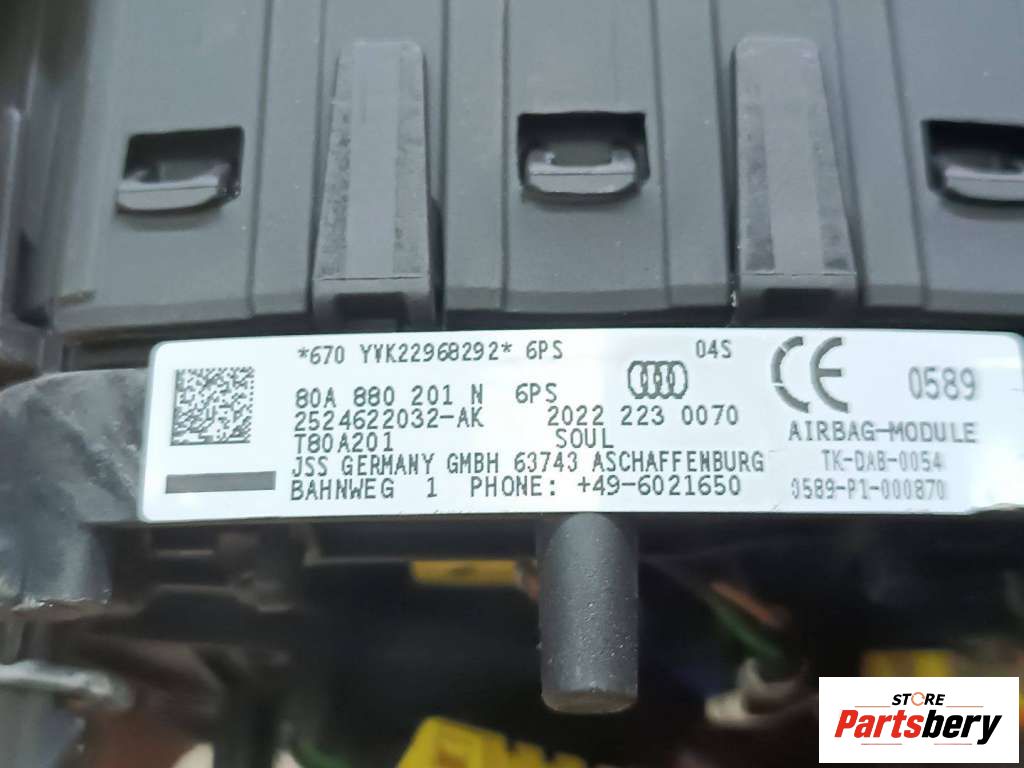 *670 YVK22968292* 6PS 04S
80A 880 201 N 6PS
2524622032-AK 2022 223 0070
T80A201 SOUL
JSS GERMANY GMBH 63743 ASCHAFFENBURG
BAHNWEG 1 PHONE: +49-6021650
CE 0589
AIRBAG-MODULE
TK-DAB-0054
0589-P1-000870
STORE
Partsbery